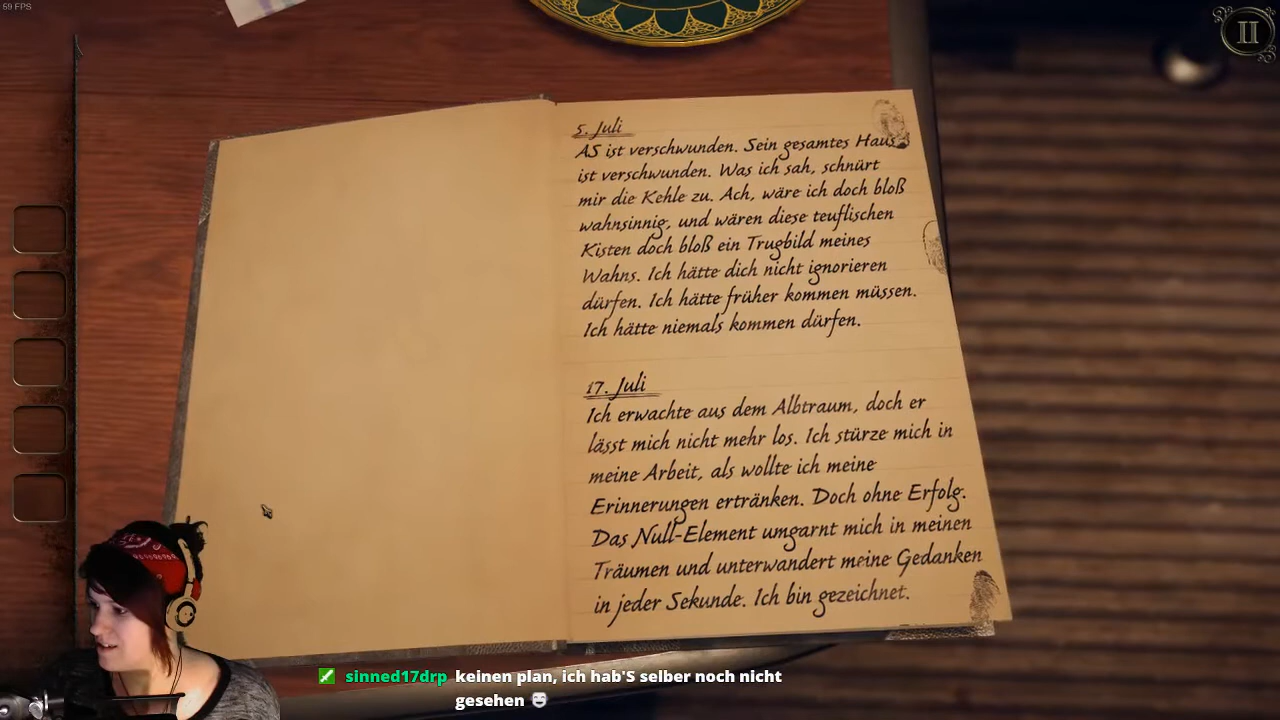 59 FPS
II
5. Juli
AS ist verschwunden. Sein gesamtes Haus
ist verschwunden. Was ich sah, schnürt
mir die Kehle zu. Ach, wäre ich doch bloß
wahnsinnig, und wären diese teuflischen
Kisten doch bloß ein Trugbild meines
Wahns. Ich hätte dich nicht ignorieren
dürfen. Ich hätte früher kommen müssen.
Ich hätte niemals kommen dürfen.
17. Juli
Ich erwachte aus dem Albtraum, doch er
lässt mich nicht mehr los. Ich stürze mich in
meine Arbeit, als wollte ich meine
Erinnerungen ertränken. Doch ohne Erfolg.
Das Null-Element umgarnt mich in meinen
Träumen und unterwandert meine Gedanken
in jeder Sekunde. Ich bin gezeichnet.
sinned17drp keinen plan, ich hab'S selber noch nicht
gesehen